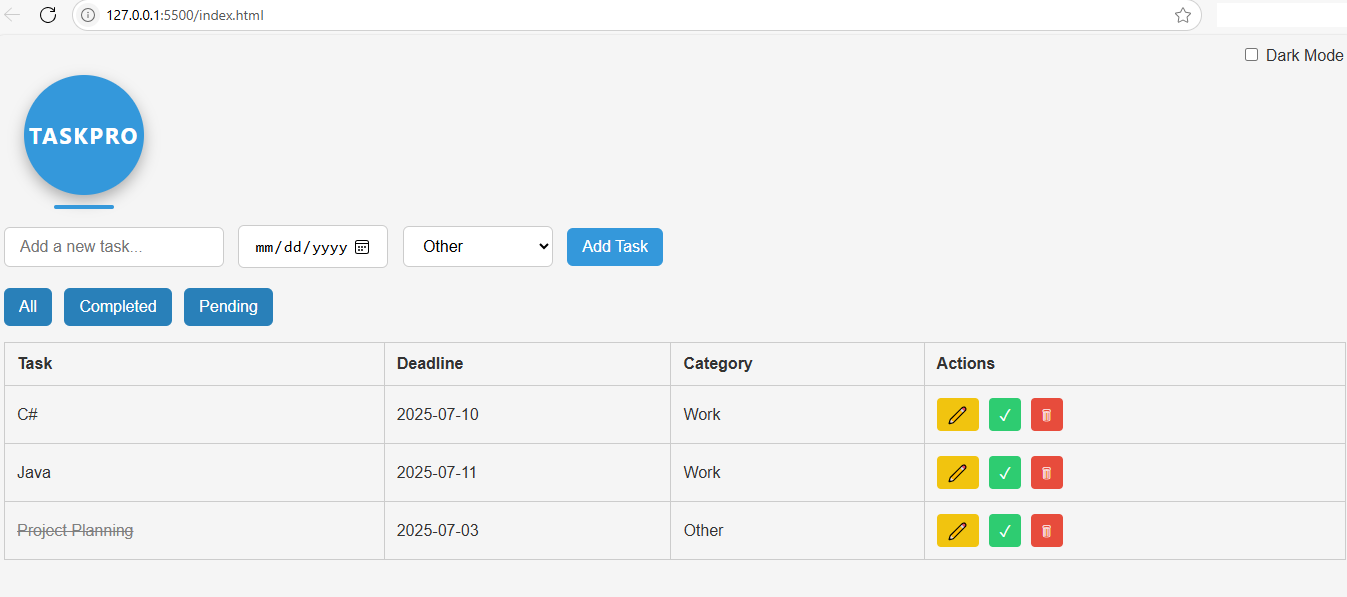 127.0.0.1:5500/index.html
Dark Mode
TASKPRO
Add a new task... mm/dd/yyyy Other Add Task
All Completed Pending
Task Deadline Category Actions
C# 2025-07-10 Work
Java 2025-07-11 Work
Project Planning 2025-07-03 Other